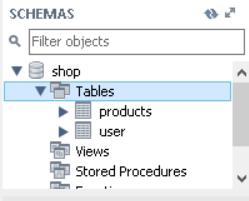 SCHEMAS
Filter objects
shop
Tables
products
user
Views
Stored Procedures